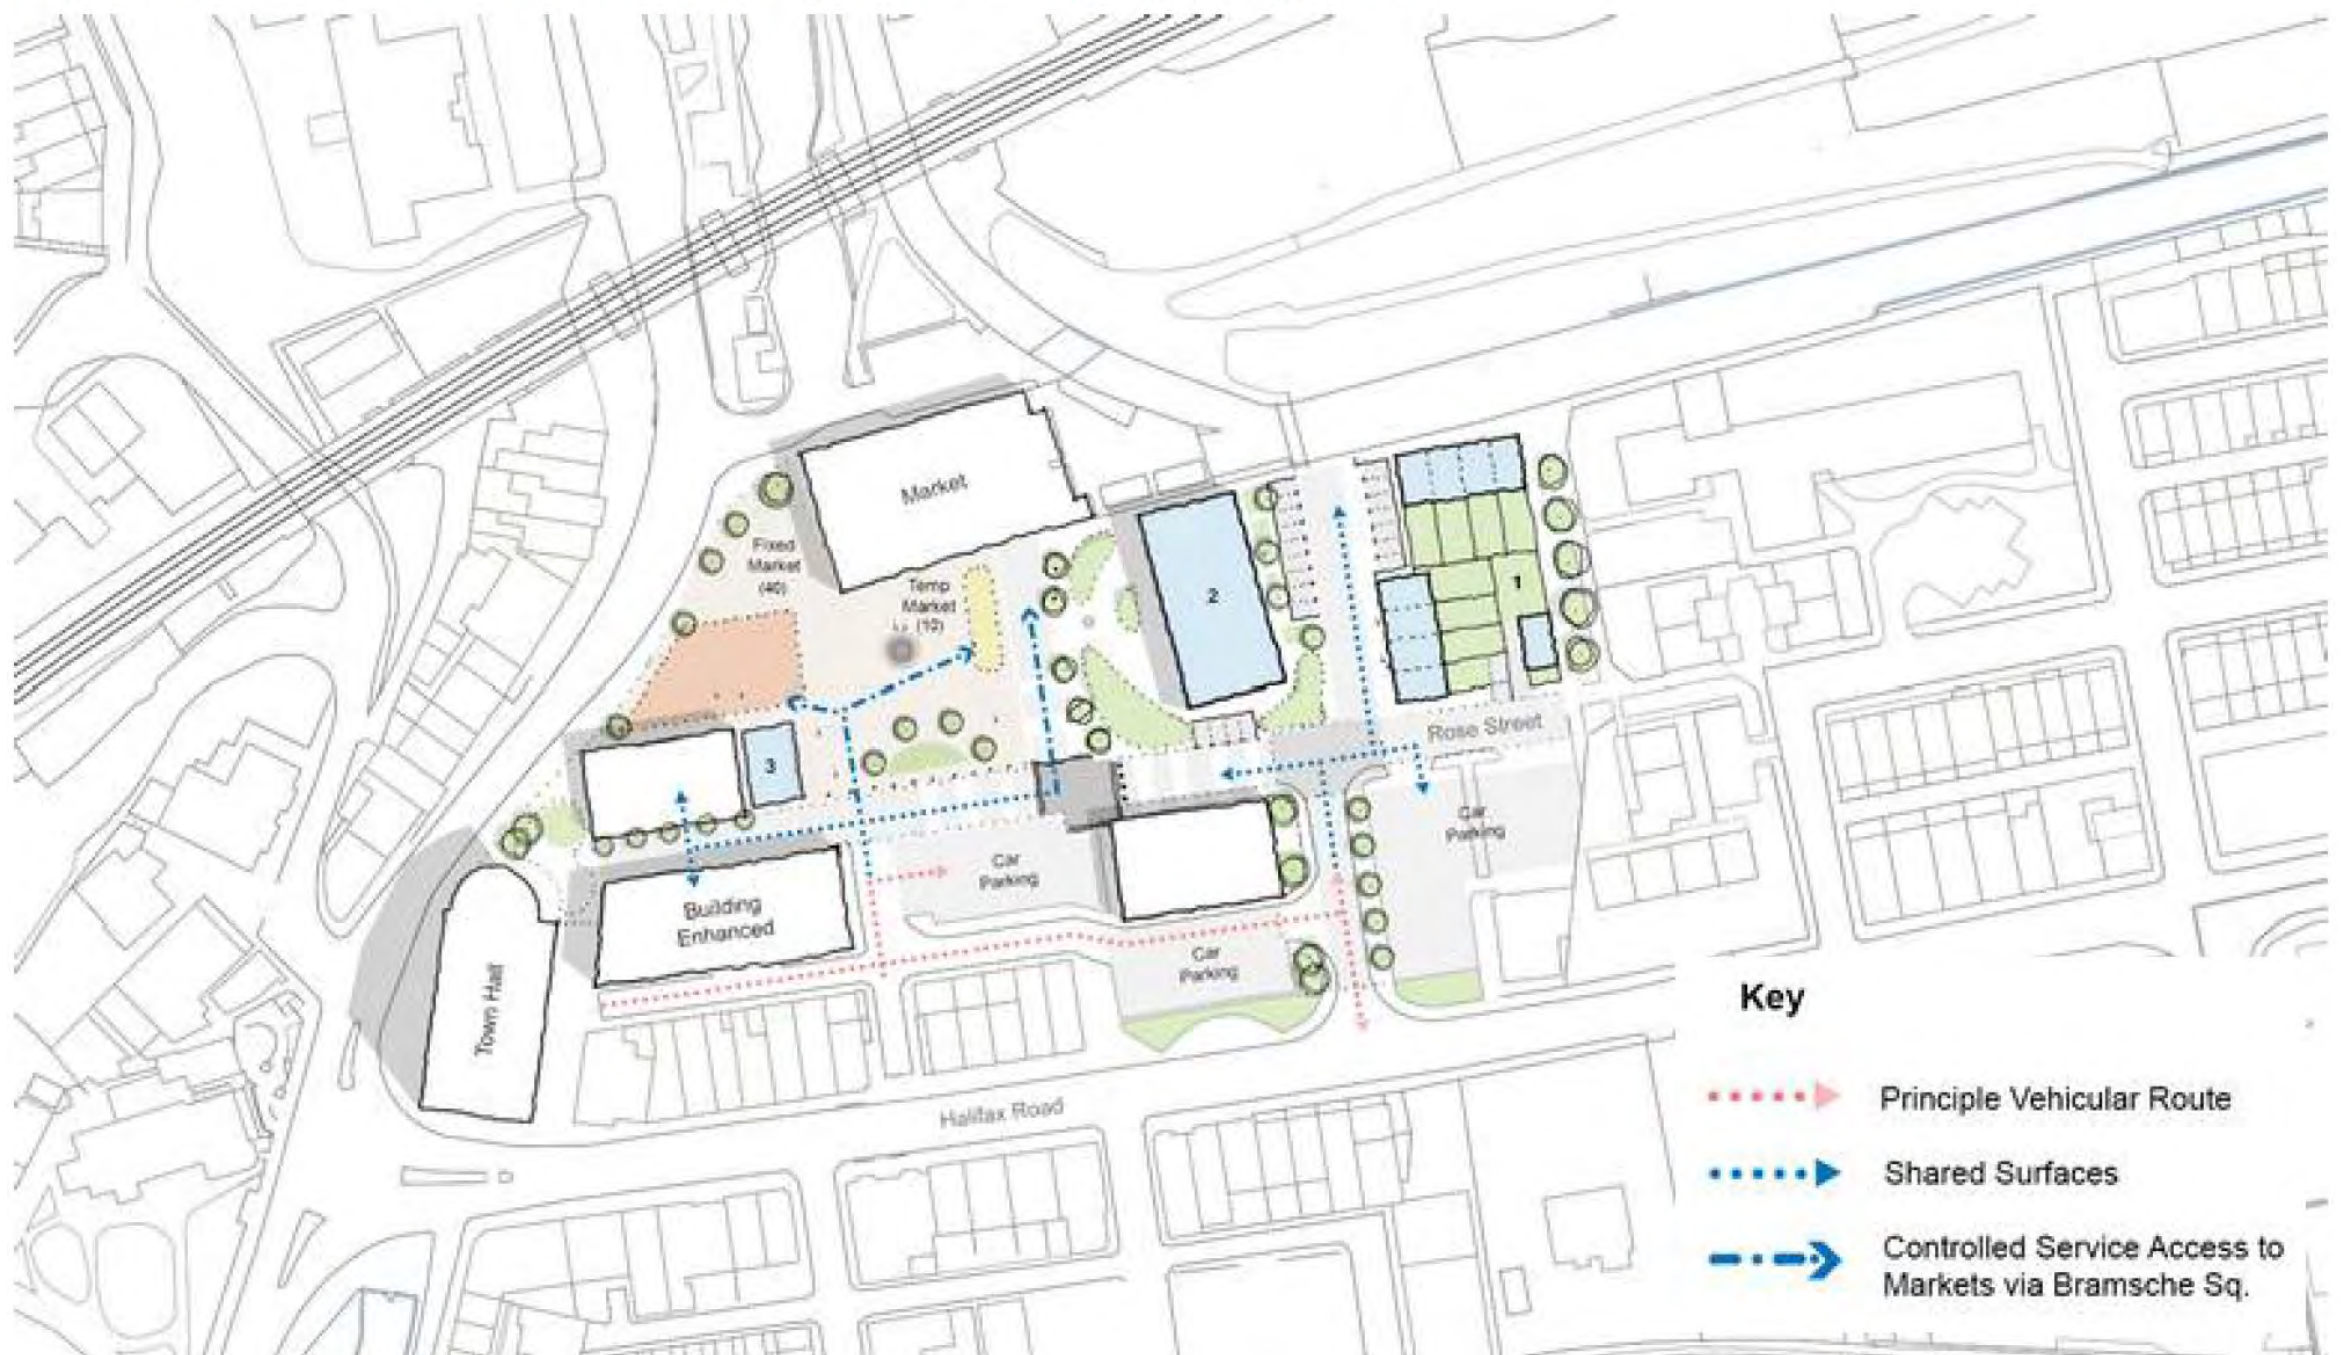 Market
Fixed
Market
(40)
Temp
Market
(10)
2
1
Rose Street
3
Car
Parking
Car
Parking
Building
Enhanced
Car
Parking
Town Hall
Halifax Road
Key
Principle Vehicular Route
Shared Surfaces
Controlled Service Access to
Markets via Bramsche Sq.